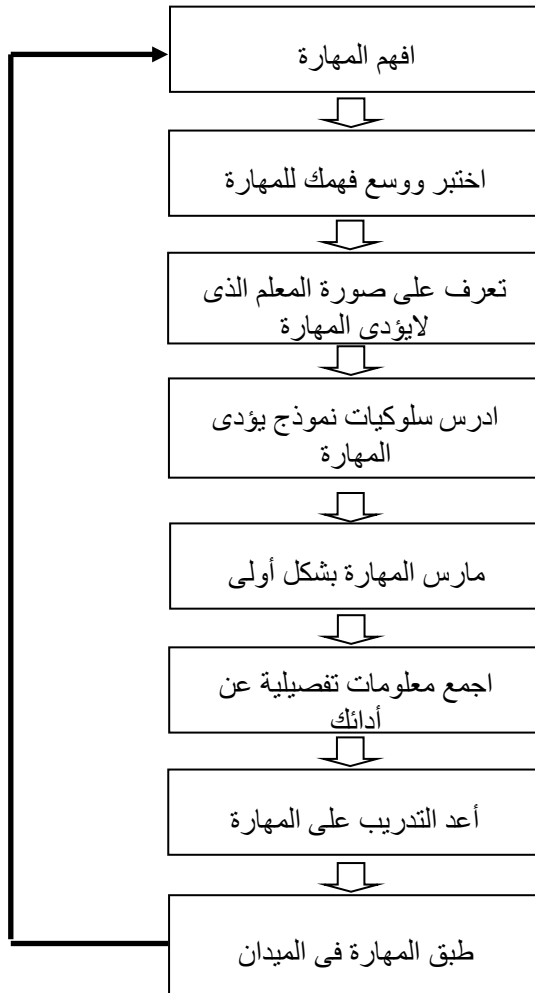 افهم المهارة
اختبر ووسع فهمك للمهارة
تعرف على صورة المعلم الذى
لايؤدى المهارة
ادرس سلوكيات نموذج يؤدى
المهارة
مارس المهارة بشكل أولى
اجمع معلومات تفصيلية عن
أدائك
أعد التدريب على المهارة
طبق المهارة فى الميدان